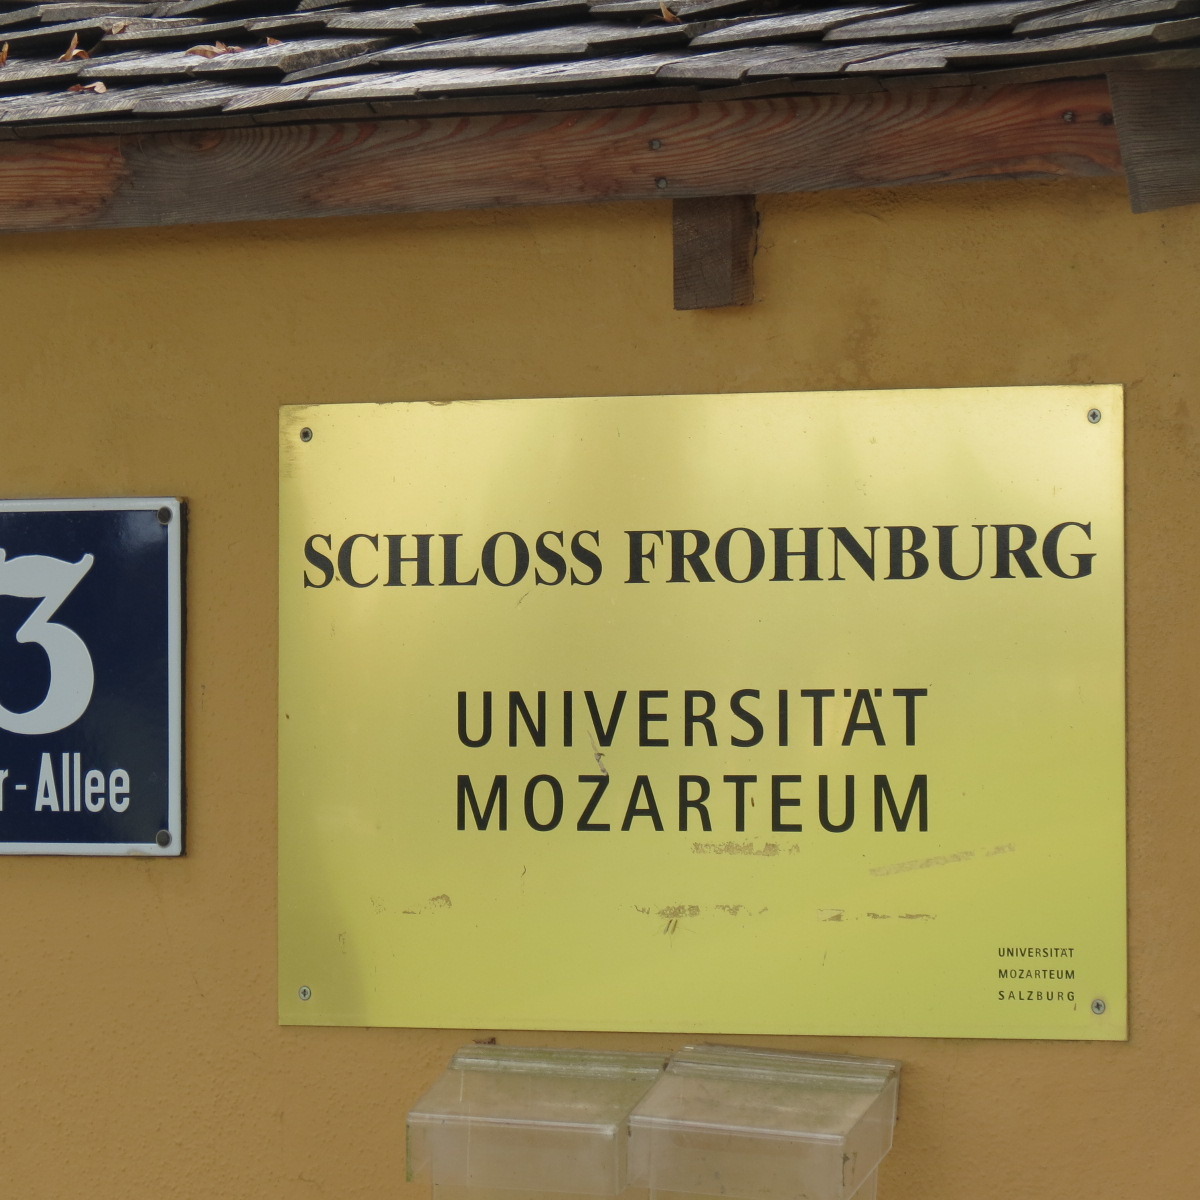 SCHLOSS FROHNBURG
UNIVERSITÄT
MOZARTEUM
UNIVERSITÄT
MOZARTEUM
SALZBURG
3
r-Allee